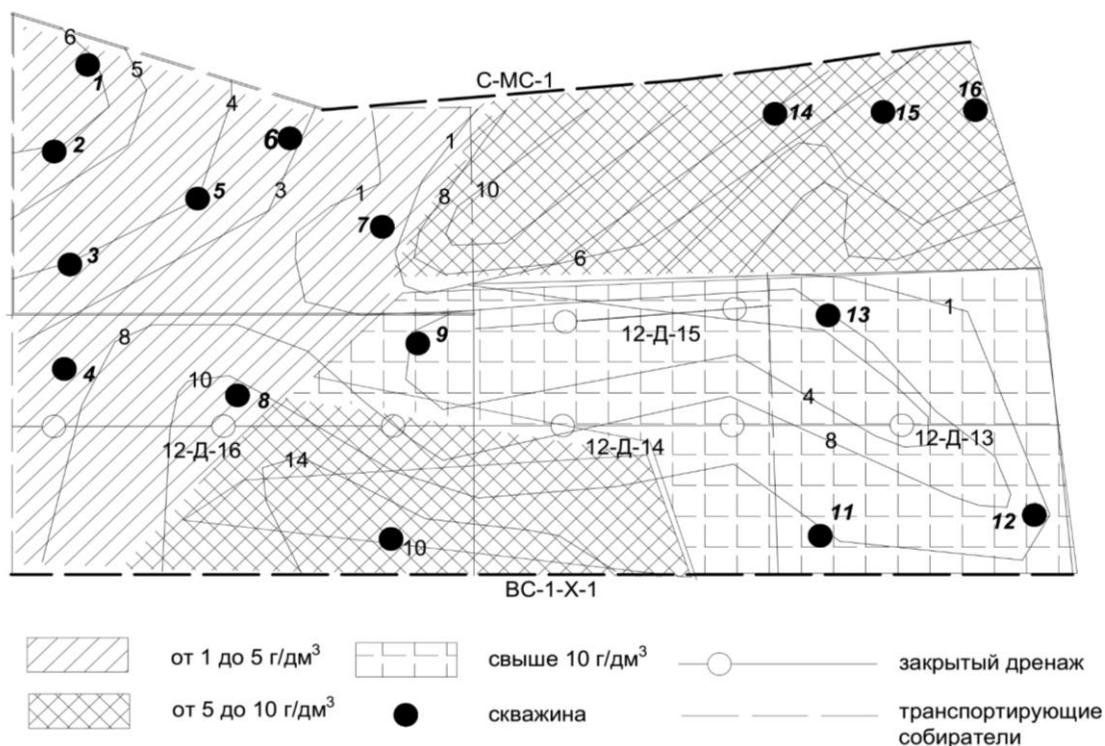 6
1
5
4
С-МС-1
16
14
15
6
2
1
5
3
1
8
10
7
3
6
12-Д-15
13
1
8
9
4
10
8
4
12-Д-16
14
12-Д-14
8
12-Д-13
11
12
10
ВС-1-Х-1
от 1 до 5 г/дм³
свыше 10 г/дм³
закрытый дренаж
от 5 до 10 г/дм³
скважина
транспортирующие
собиратели